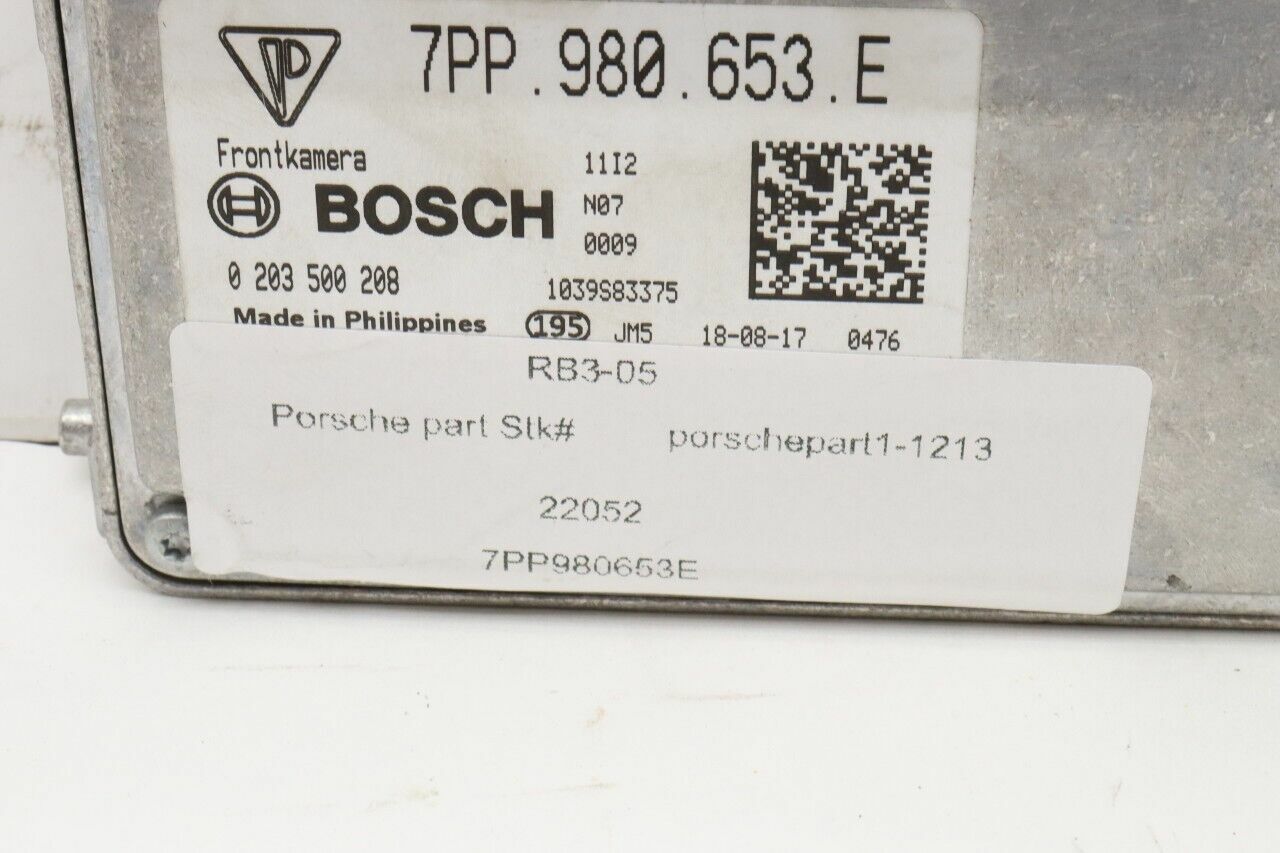 7PP.980.653.E
Frontkamera
11I2
BOSCH
N07
0009
0 203 500 208
1039S83375
Made in Philippines
195
JM5
18-08-17
0476
RB3-05
Porsche part Stk#
porschepart1-1213
22052
7PP980653E